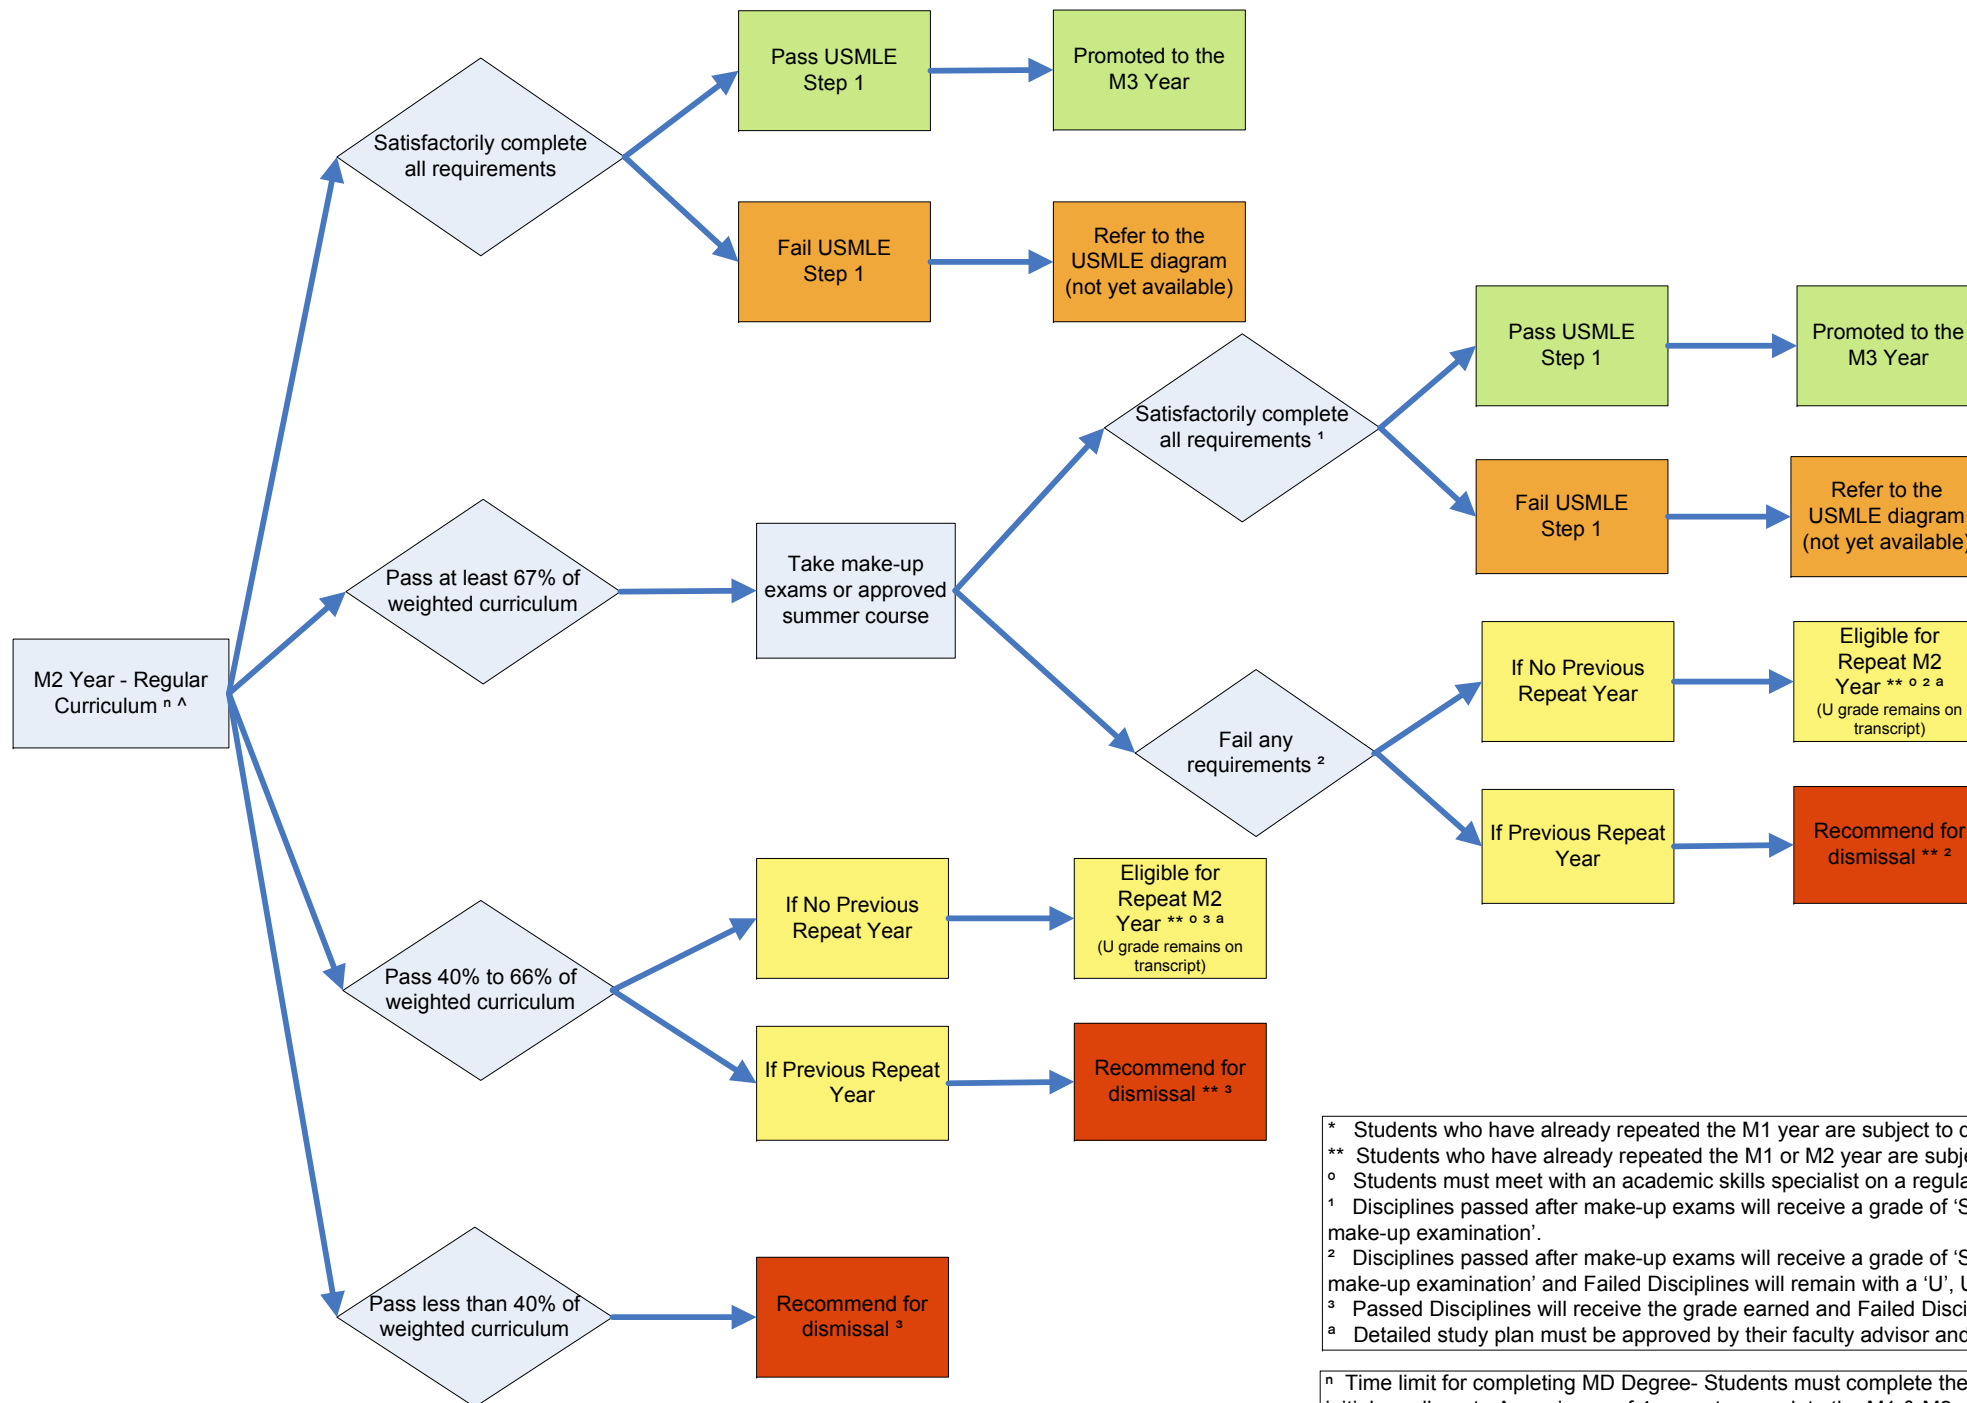 Pass USMLE
Step 1
Promoted to the
M3 Year
Satisfactorily complete
all requirements
Fail USMLE
Step 1
Refer to the
USMLE diagram
(not yet available)
Pass USMLE
Step 1
Promoted to the
M3 Year
Satisfactorily complete
all requirements ¹
Fail USMLE
Step 1
Refer to the
USMLE diagram
(not yet available)
Pass at least 67% of
weighted curriculum
Take make-up
exams or approved
summer course
M2 Year - Regular
Curriculum ⁿ ^
If No Previous
Repeat Year
Eligible for
Repeat M2
Year ** º ² ª
(U grade remains on
transcript)
Fail any
requirements ²
If Previous Repeat
Year
Recommend for
dismissal ** ²
Pass 40% to 66% of
weighted curriculum
If No Previous
Repeat Year
Eligible for
Repeat M2
Year ** º ³ ª
(U grade remains on
transcript)
If Previous Repeat
Year
Recommend for
dismissal ** ³
Pass less than 40% of
weighted curriculum
Recommend for
dismissal ³
* Students who have already repeated the M1 year are subject to
** Students who have already repeated the M1 or M2 year are
º Students must meet with an academic skills specialist on a
¹ Disciplines passed after make-up exams will receive a grade of
make-up examination’.
² Disciplines passed after make-up exams will receive a grade of
make-up examination’ and Failed Disciplines will remain with a ‘U’,
³ Passed Disciplines will receive the grade earned and Failed
ª Detailed study plan must be approved by their faculty advisor and
ⁿ Time limit for completing MD Degree- Students must complete the